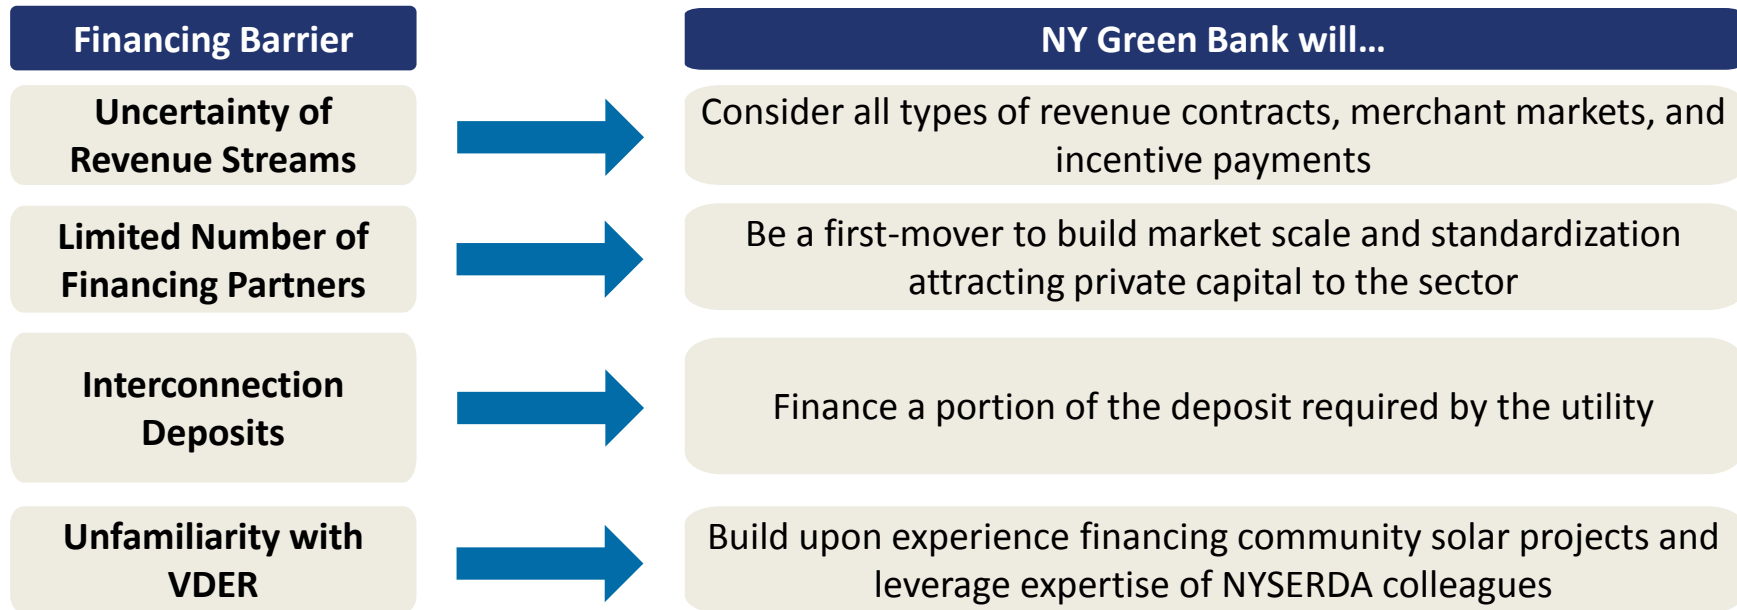 Financing Barrier
NY Green Bank will…
Uncertainty of
Revenue Streams
Consider all types of revenue contracts, merchant markets, and
incentive payments
Limited Number of
Financing Partners
Be a first-mover to build market scale and standardization
attracting private capital to the sector
Interconnection
Deposits
Finance a portion of the deposit required by the utility
Unfamiliarity with
VDER
Build upon experience financing community solar projects and
leverage expertise of NYSERDA colleagues